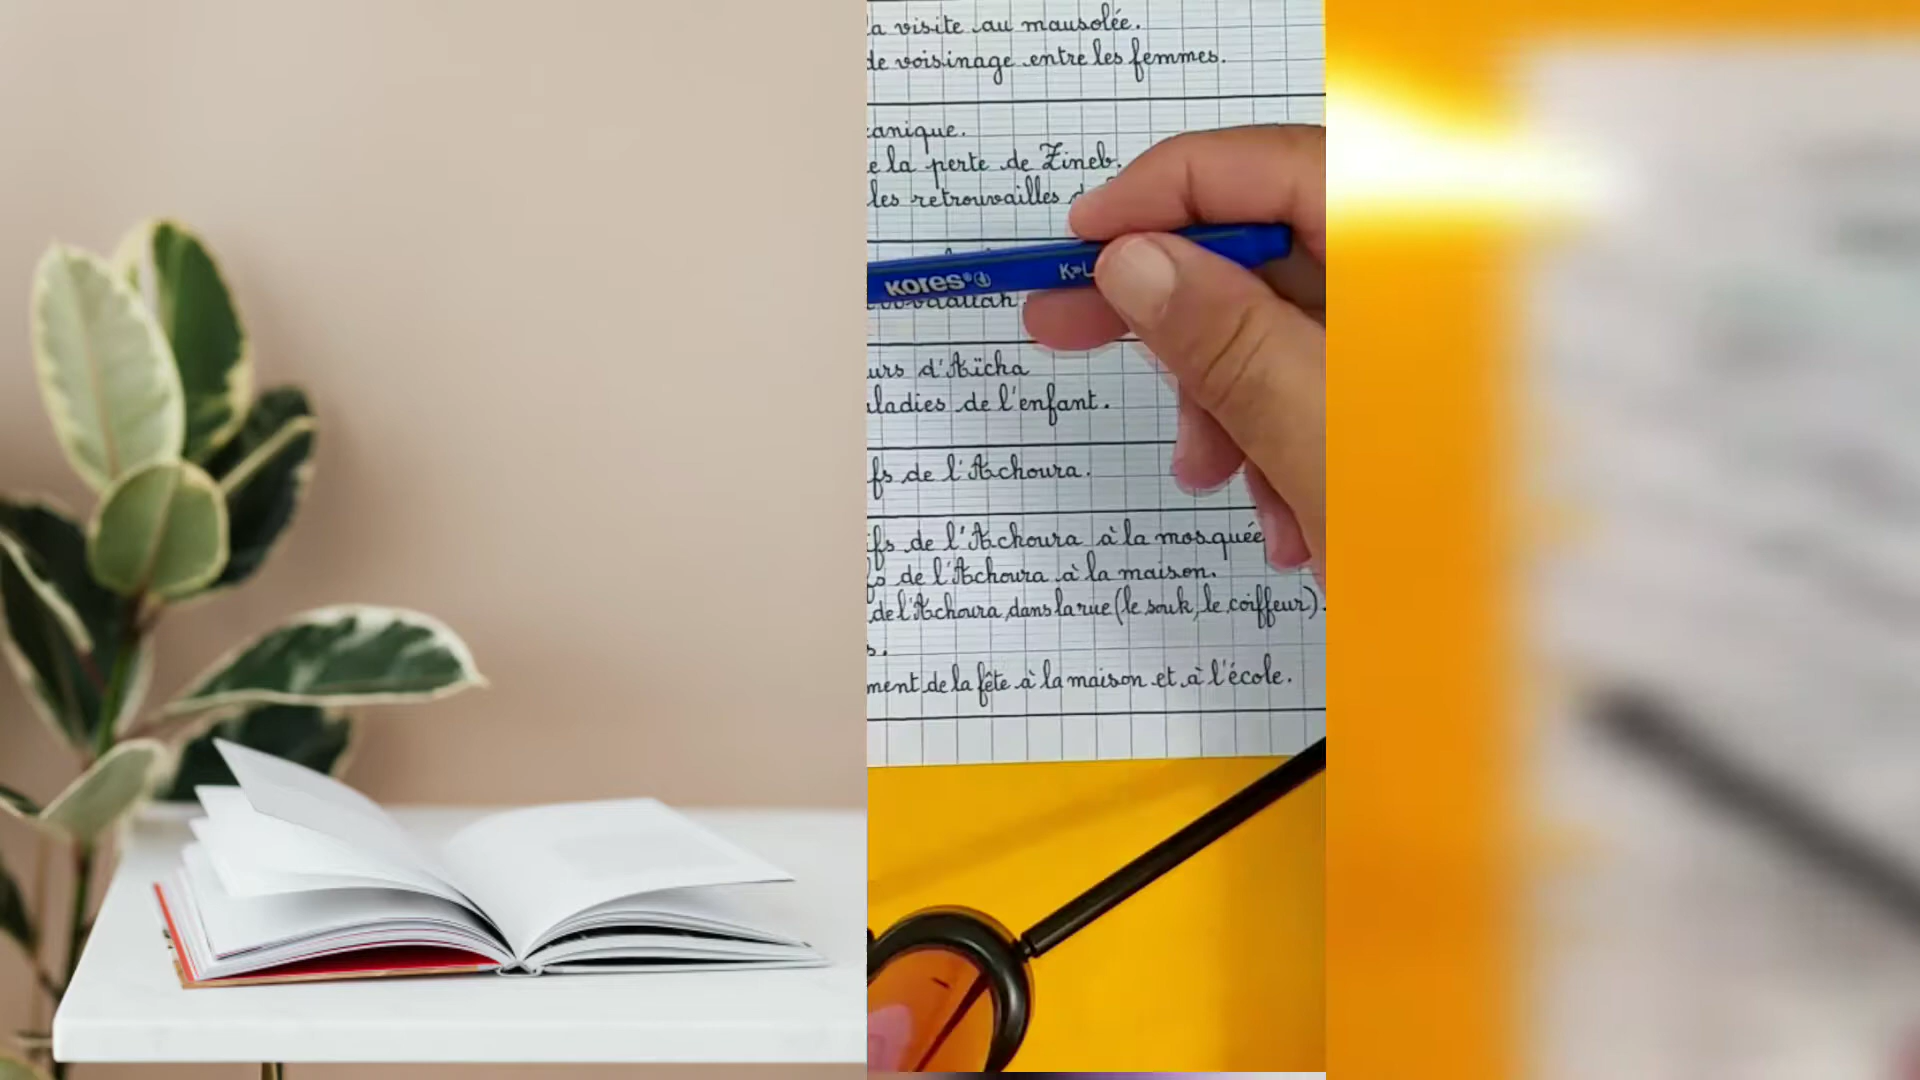 a visite au mausolée.
de voisinage entre les femmes.
canique.
e la perte de Zineb.
les retrouvailles
kores
K-L
urs d'Aïcha
ladies de l'enfant.
fs de l'Achoura.
ifs de l'Achoura à la mosquée
fs de l'Achoura à la maison.
de l'Achoura, dans la rue (le souk, le coiffeur).
s.
ment de la fête à la maison et à l'école.